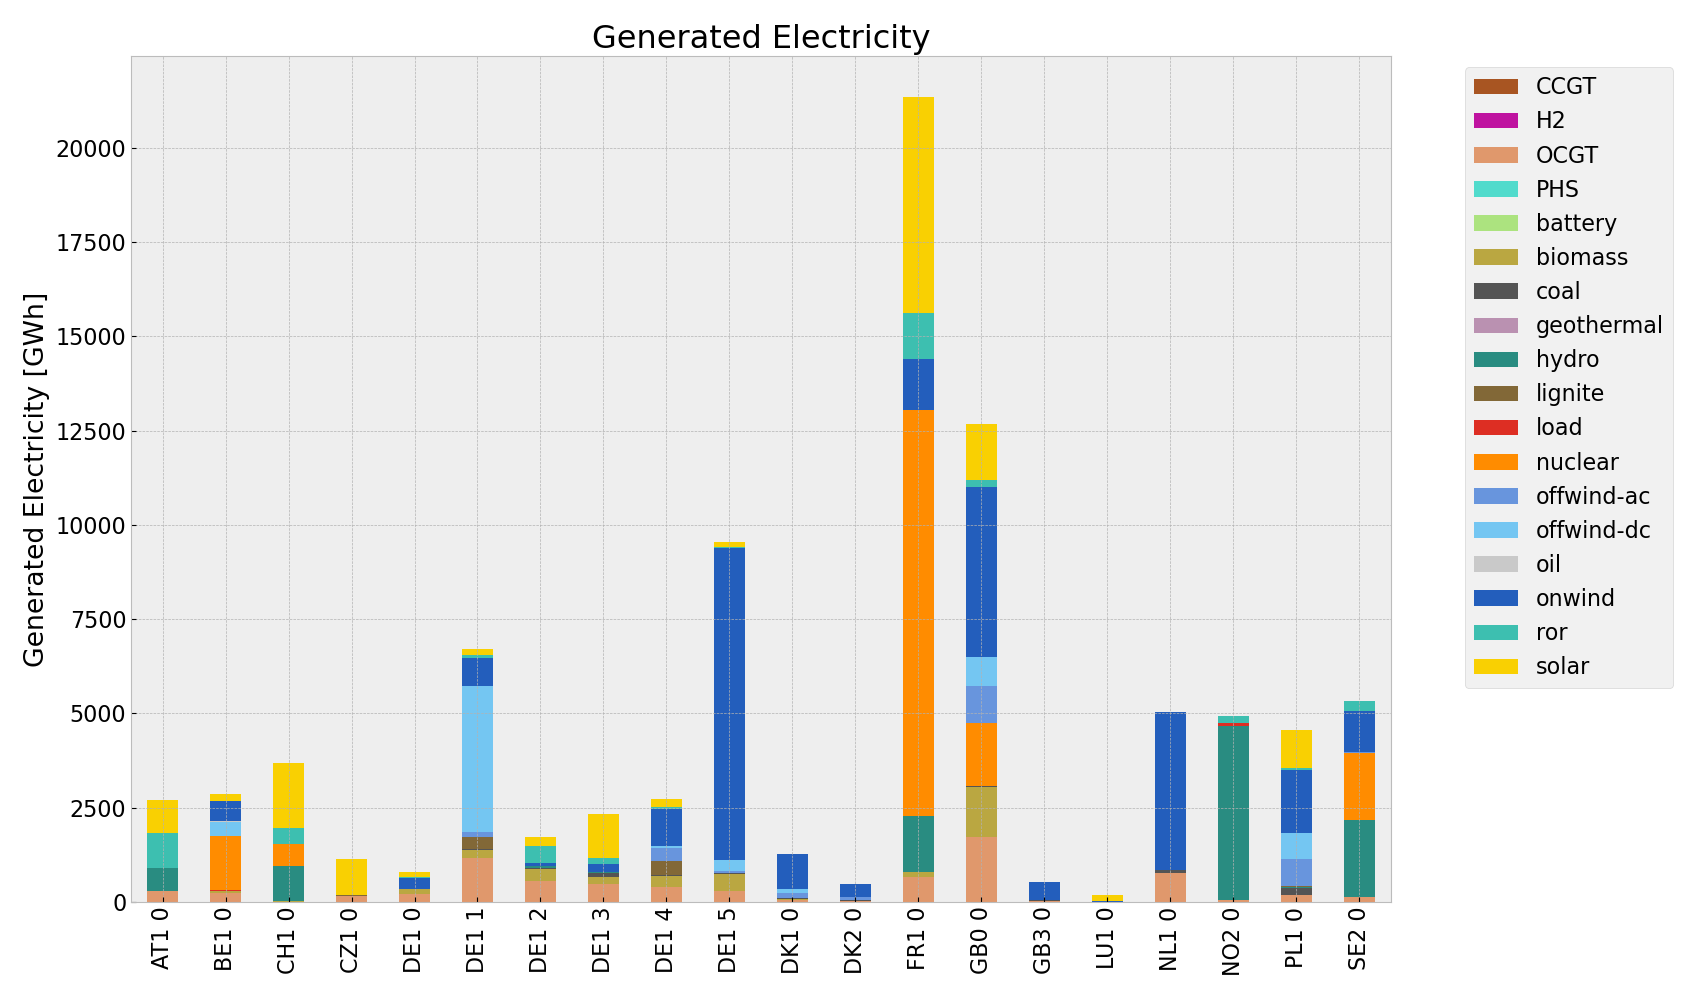 Generated Electricity
Generated Electricity [GWh]
20000
17500
15000
12500
10000
7500
5000
2500
0
AT1 0
BE1 0
CH1 0
CZ1 0
DE1 0
DE1 1
DE1 2
DE1 3
DE1 4
DE1 5
DK1 0
DK2 0
FR1 0
GB0 0
GB3 0
LU1 0
NL1 0
NO2 0
PL1 0
SE2 0
CCGT
H2
OCGT
PHS
battery
biomass
coal
geothermal
hydro
lignite
load
nuclear
offwind-ac
offwind-dc
oil
onwind
ror
solar